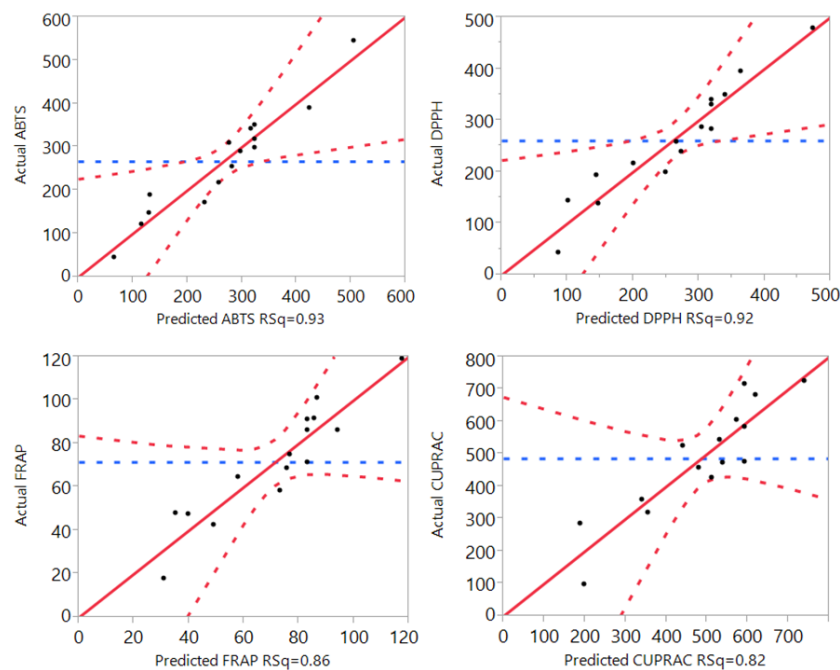 600
500
400
300
200
100
0
Actual ABTS
0 100 200 300 400 500 600
Predicted ABTS RSq=0.93
500
400
300
200
100
0
Actual DPPH
0 100 200 300 400 500
Predicted DPPH RSq=0.92
120
100
80
60
40
20
0
Actual FRAP
0 20 40 60 80 100 120
Predicted FRAP RSq=0.86
800
700
600
500
400
300
200
100
0
Actual CUPRAC
0 100 200 300 400 500 600 700
Predicted CUPRAC RSq=0.82